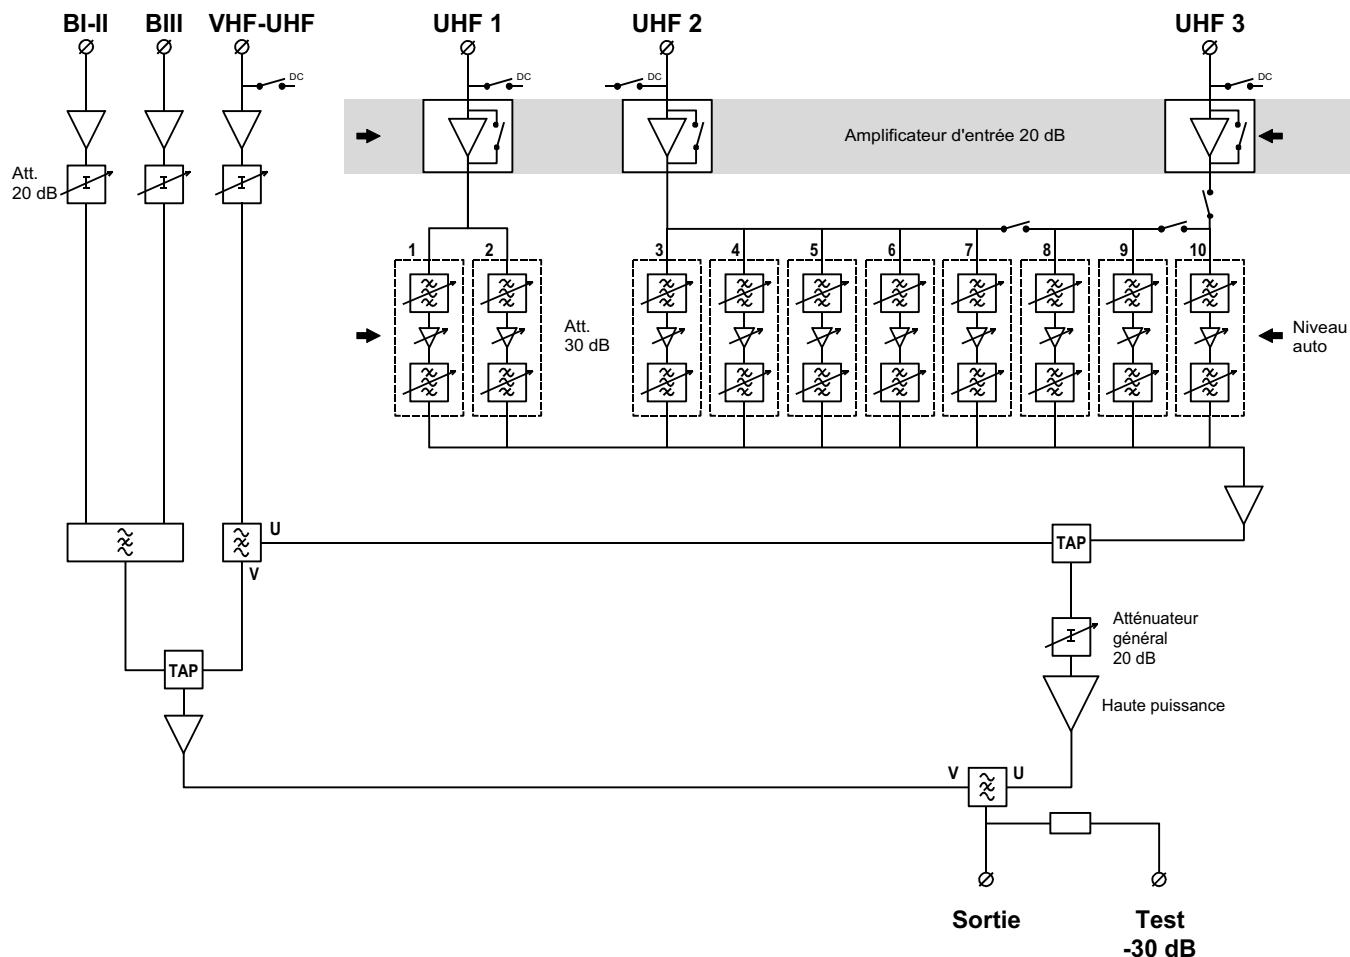 BI-II
BIII
VHF-UHF
UHF 1
UHF 2
UHF 3
DC
DC
DC
DC
Amplificateur d'entrée 20 dB
Att.
20 dB
1
2
3
4
5
6
7
8
9
10
Att.
30 dB
Niveau
auto
U
V
TAP
Atténuateur
général
20 dB
TAP
Haute puissance
V
U
Sortie
Test
-30 dB